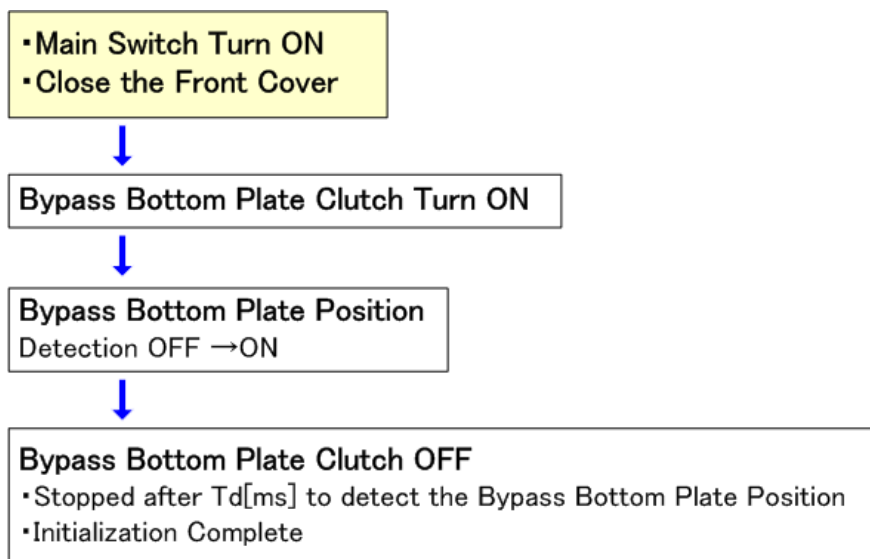 ・Main Switch Turn ON
・Close the Front Cover
Bypass Bottom Plate Clutch Turn ON
Bypass Bottom Plate Position
Detection OFF →ON
Bypass Bottom Plate Clutch OFF
・Stopped after Td[ms] to detect the Bypass Bottom Plate Position
・Initialization Complete